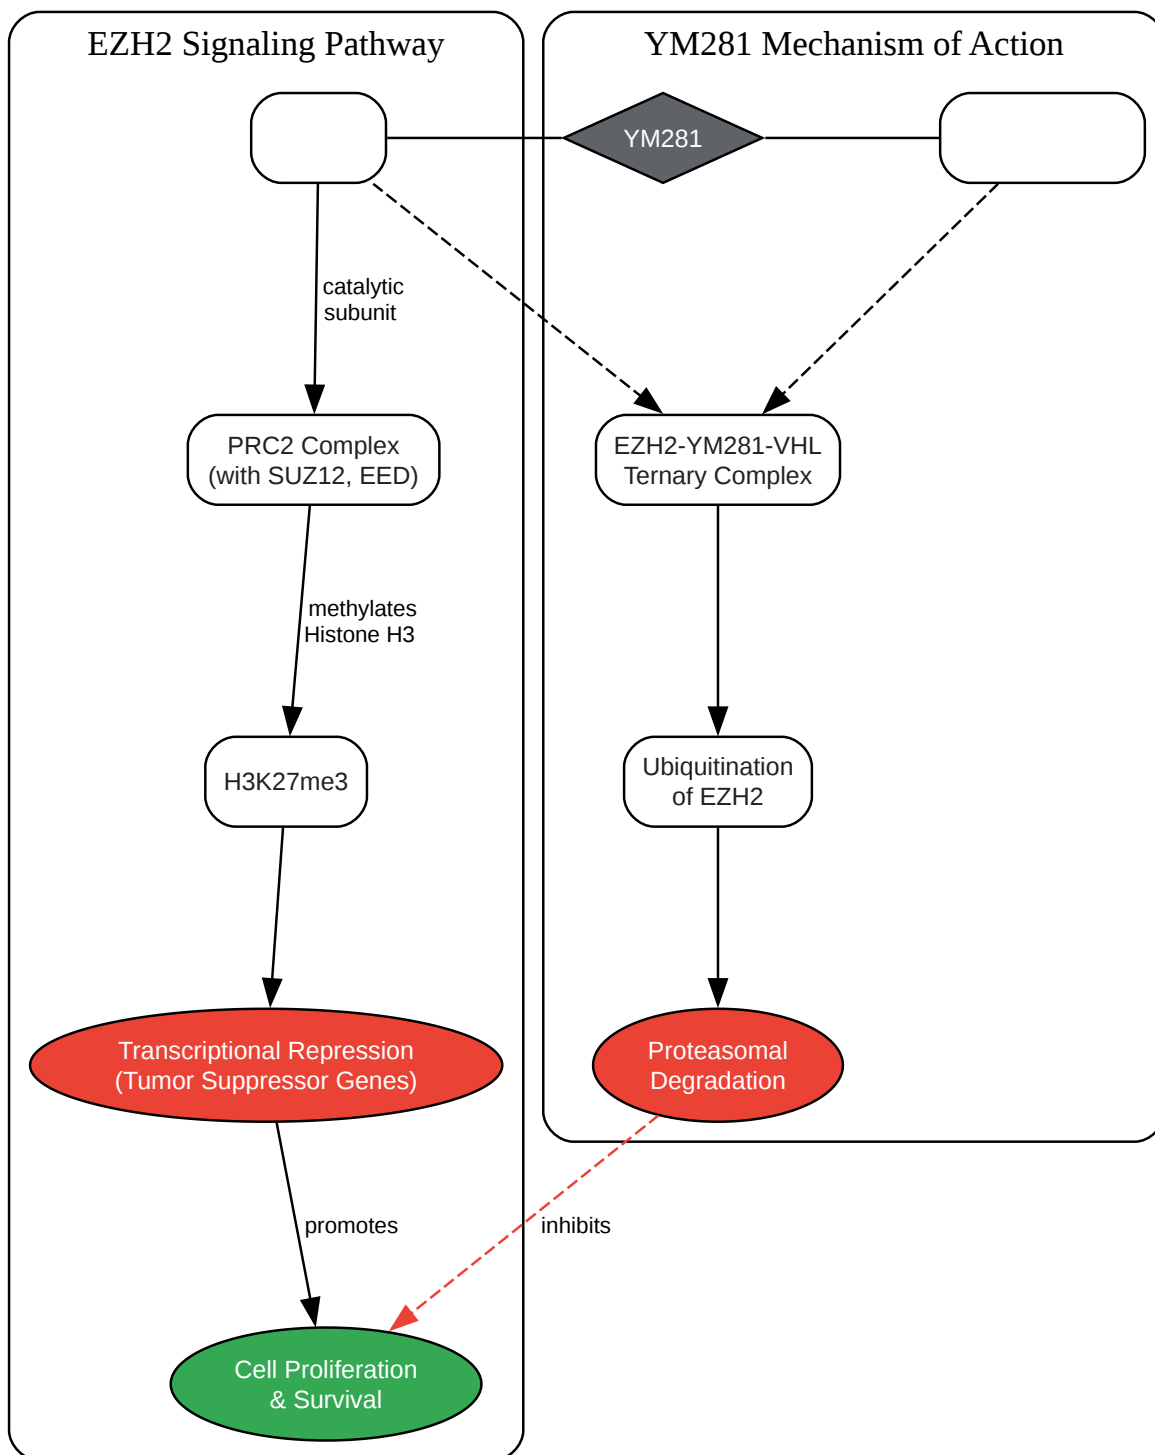 EZH2 Signaling Pathway
YM281 Mechanism of Action
YM281
catalytic
subunit
PRC2 Complex
(with SUZ12, EED)
EZH2-YM281-VHL
Ternary Complex
methylates
Histone H3
H3K27me3
Ubiquitination
of EZH2
Transcriptional Repression
(Tumor Suppressor Genes)
Proteasomal
Degradation
promotes
inhibits
Cell Proliferation
& Survival